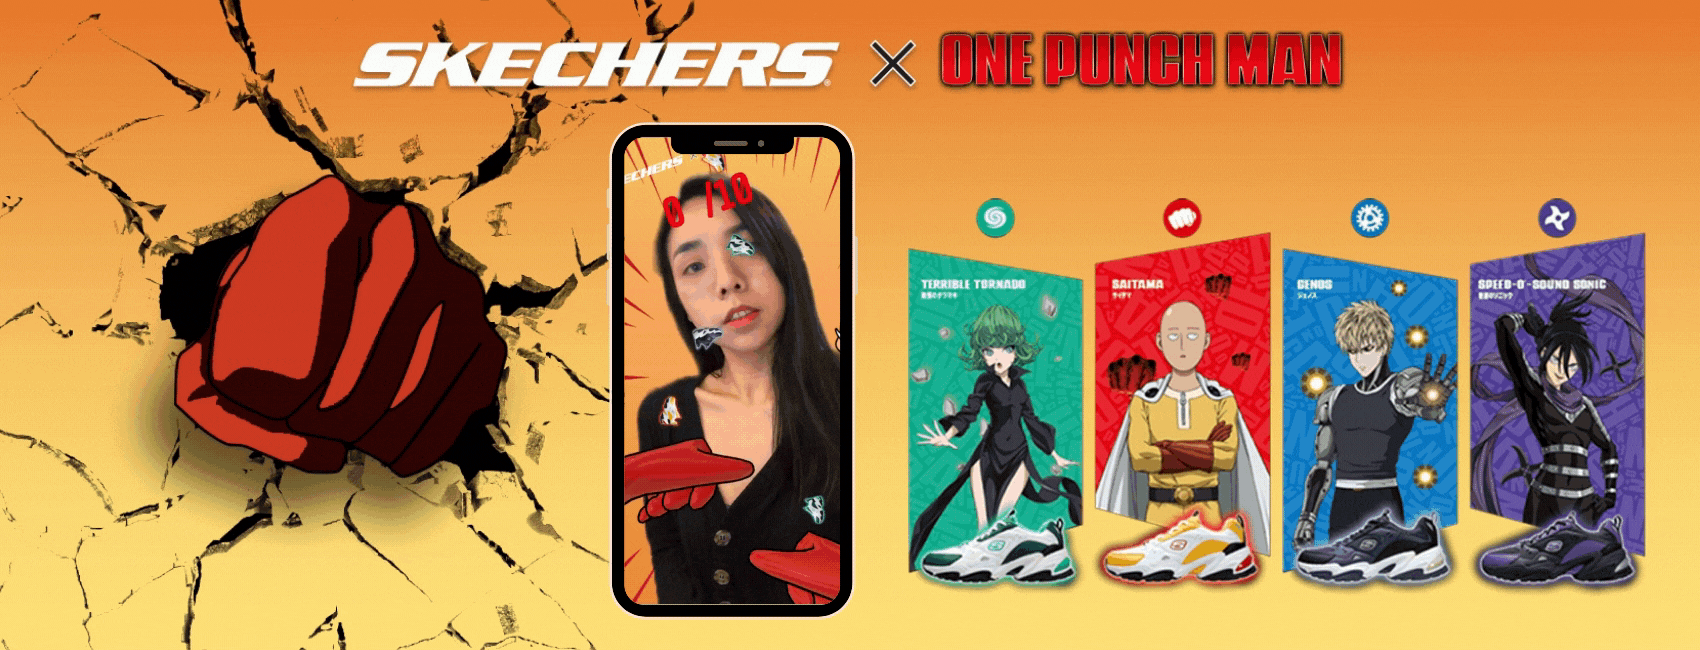 SKECHERS
ONE PUNCH MAN
SKECHERS
0 /10
TERRIBLE TORNADO
戦慄のタツマキ
SAITAMA
サイタマ
GENOS
ジェノス
SPEED-O'-SOUND SONIC
音速のソニック